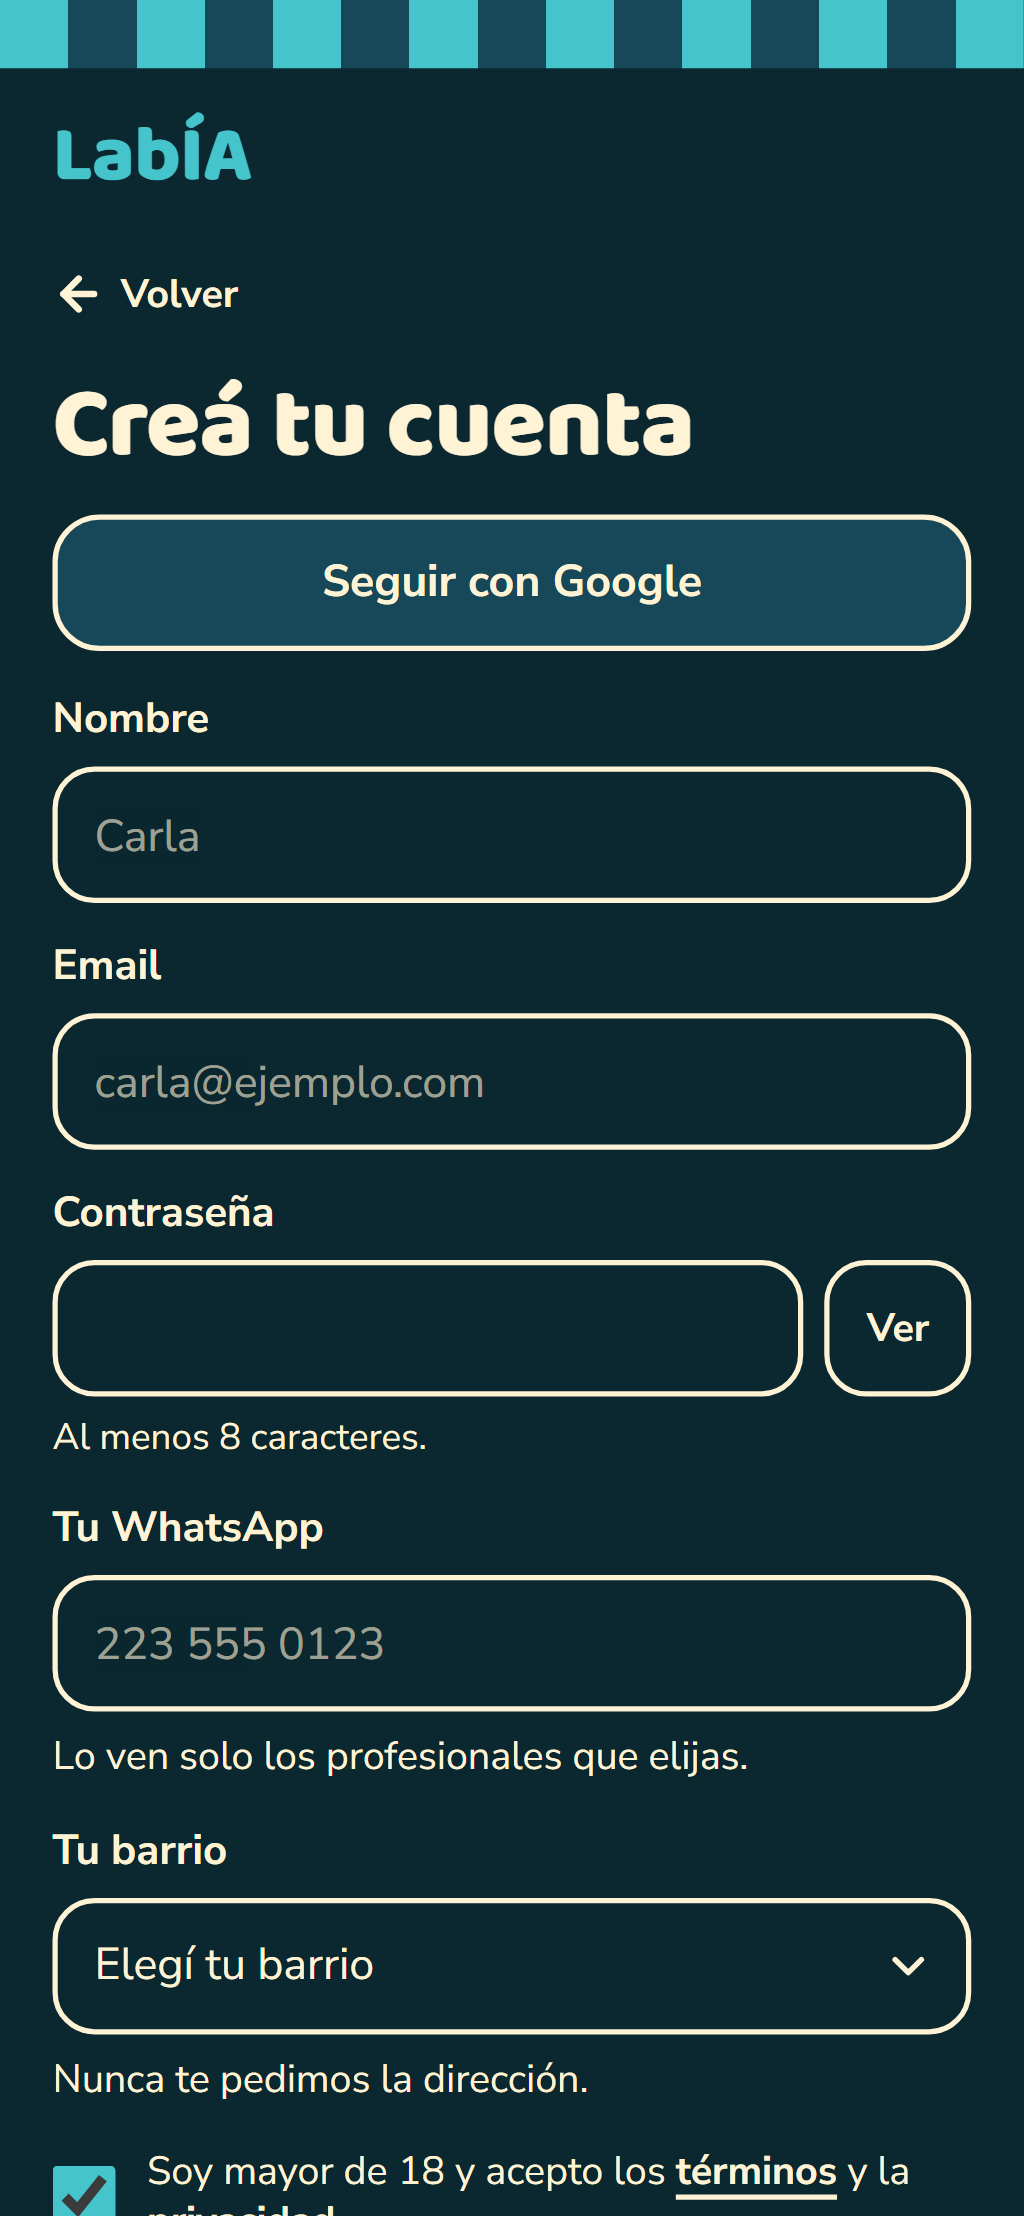 LabÍA
Volver
Creá tu cuenta
Seguir con Google
Nombre
Carla
Email
carla@ejemplo.com
Contraseña
Ver
Al menos 8 caracteres.
Tu WhatsApp
223 555 0123
Lo ven solo los profesionales que elijas.
Tu barrio
Elegí tu barrio
Nunca te pedimos la dirección.
Soy mayor de 18 y acepto los términos y la